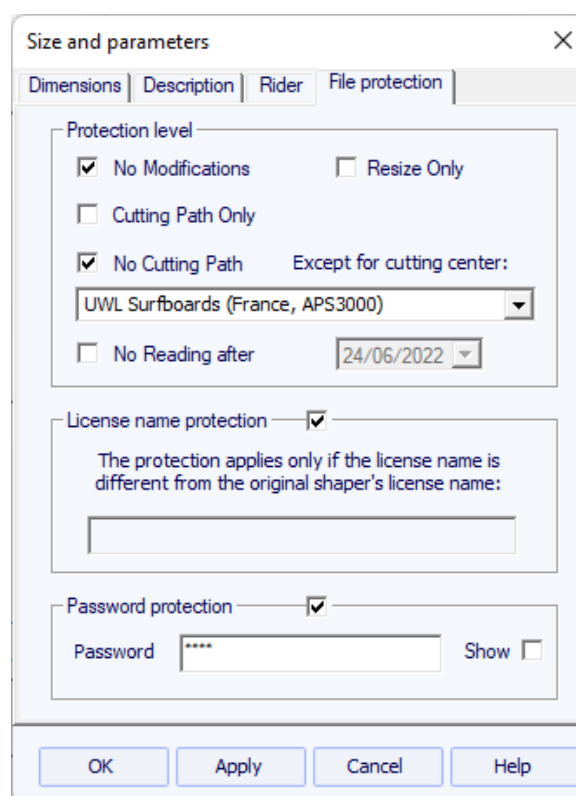 Size and parameters
Dimensions Description Rider File protection
Protection level
No Modifications Resize Only
Cutting Path Only
No Cutting Path Except for cutting center:
UWL Surfboards (France, APS3000)
No Reading after 24/06/2022
License name protection
The protection applies only if the license name is
different from the original shaper's license name:
Password protection
Password **** Show
OK Apply Cancel Help